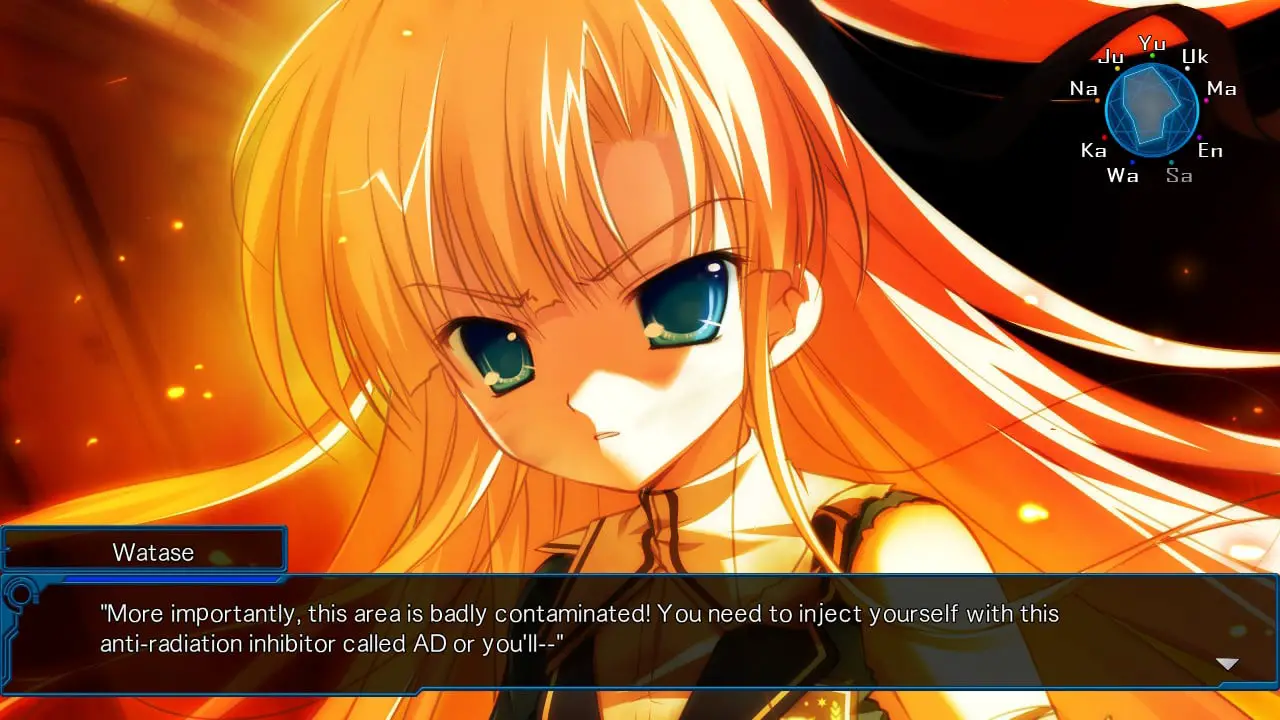 Yu
Ju
Uk
Na
Ma
Ka
En
Wa
Sa
Watase
"More importantly, this area is badly contaminated! You need to inject yourself with this
anti-radiation inhibitor called AD or you'll--"